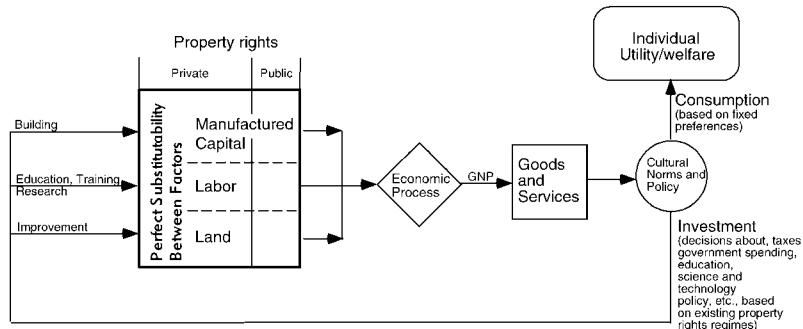 Property rights
Private
Public
Building
Education, Training
Research
Improvement
Perfect Substitutability
Between Factors
Manufactured
Capital
Labor
Land
Economic
Process
GNP
Goods
and
Services
Cultural
Norms and
Policy
Individual
Utility/welfare
Consumption
(based on fixed
preferences)
Investment
(decisions about, taxes
government spending,
education,
science and
technology
policy, etc., based
on existing property
rights regimes)